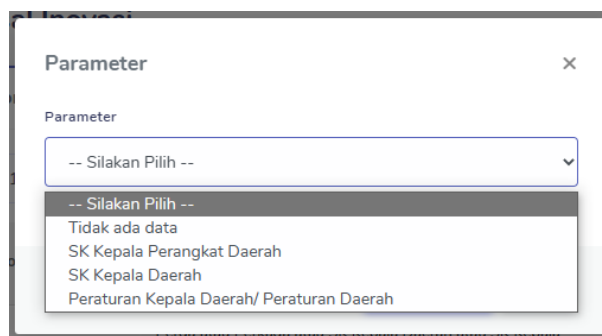 Parameter
×
Parameter
-- Silakan Pilih --
-- Silakan Pilih --
Tidak ada data
SK Kepala Perangkat Daerah
SK Kepala Daerah
Peraturan Kepala Daerah/ Peraturan Daerah